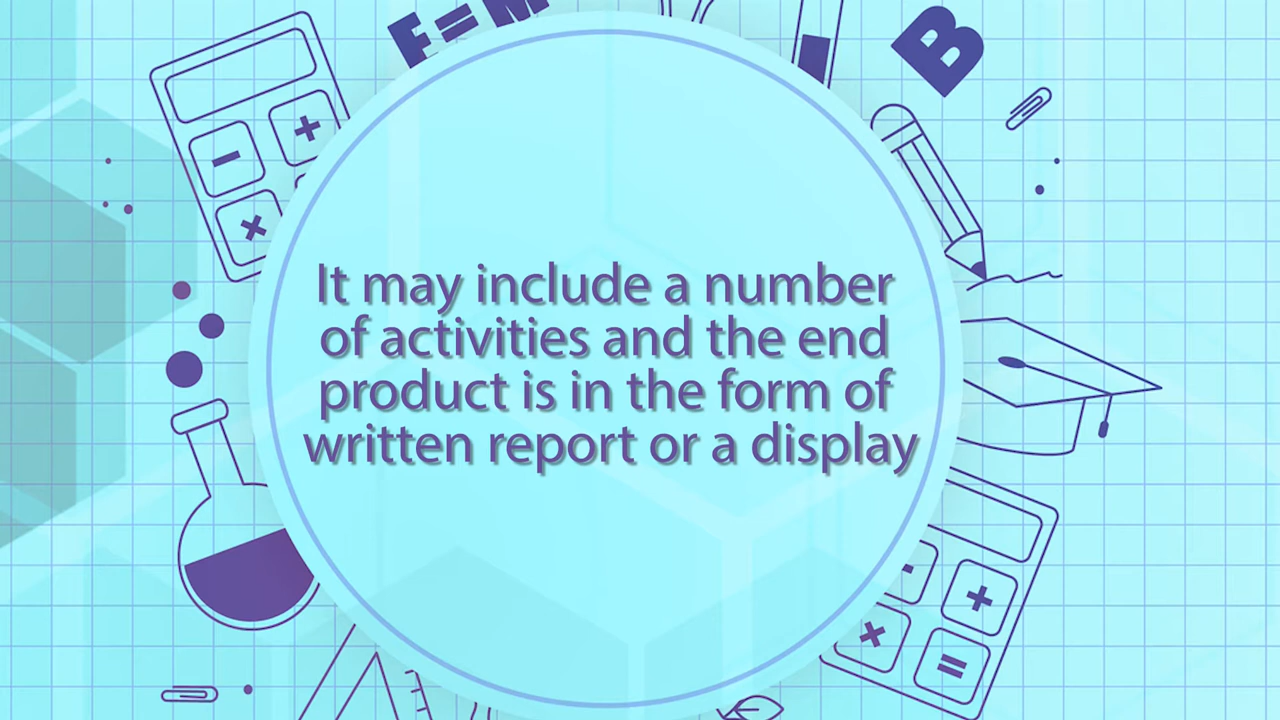 F=M
B
It may include a number
of activities and the end
product is in the form of
written report or a display